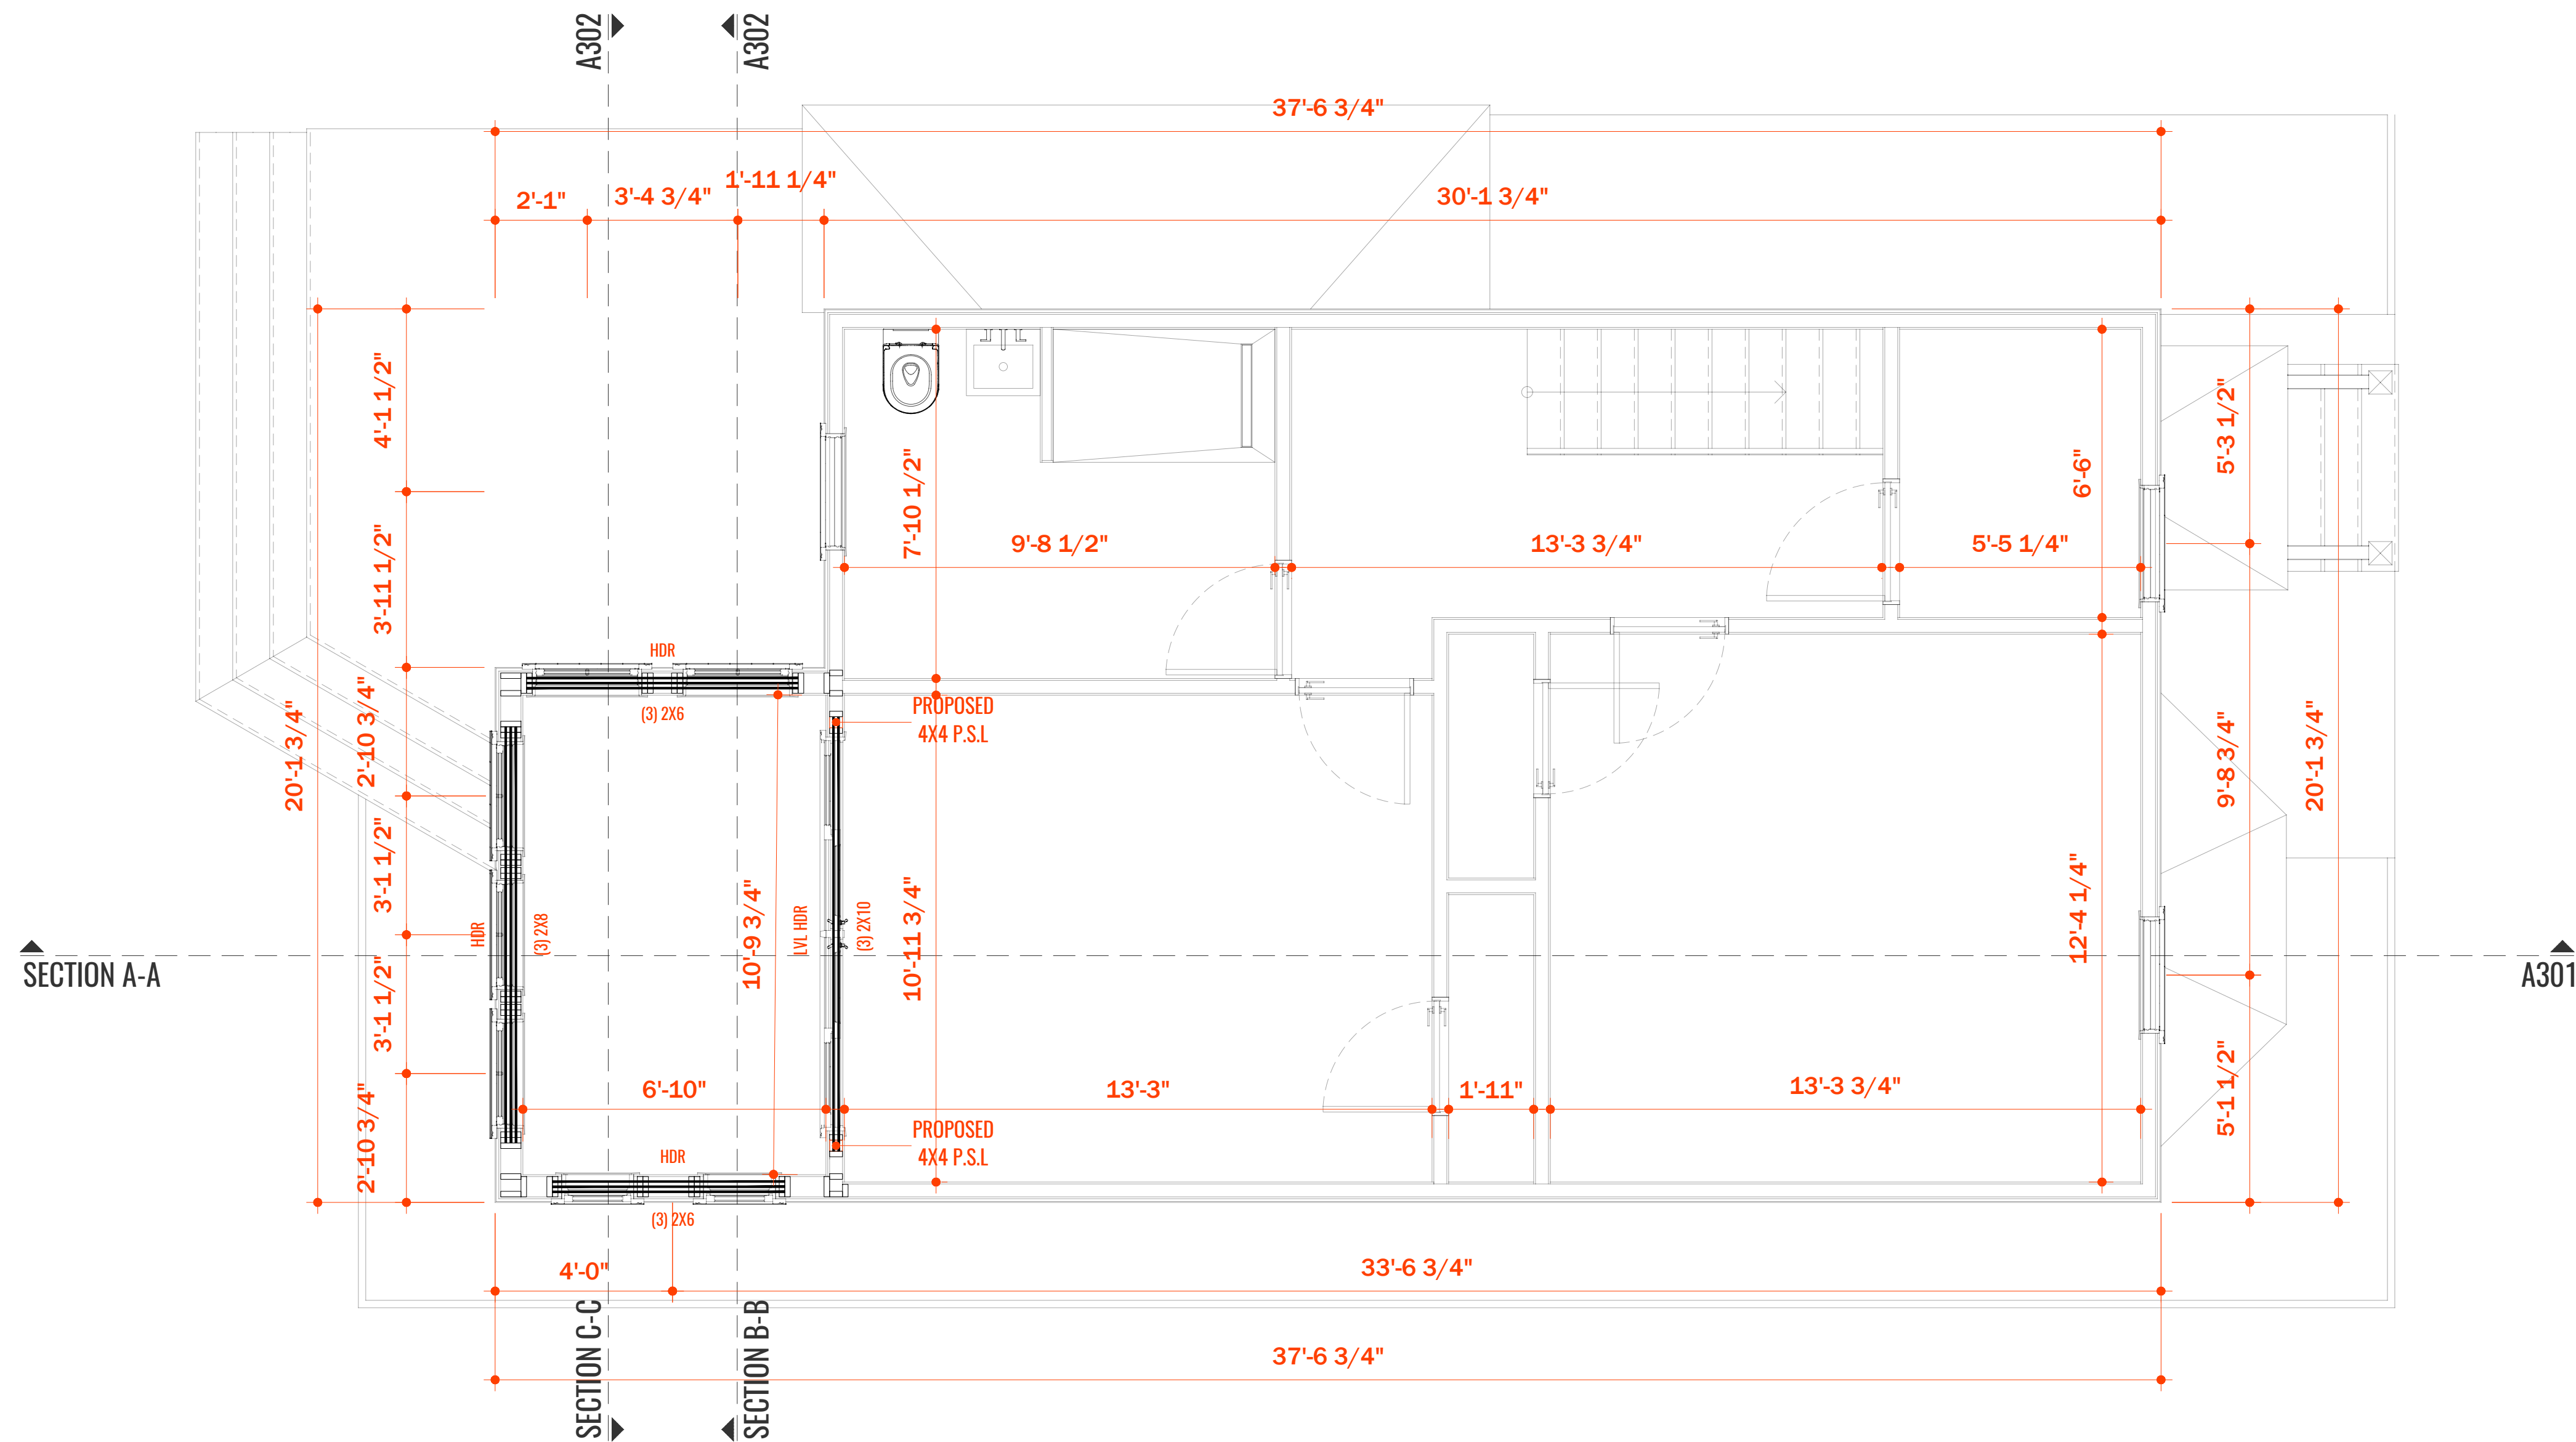 A302
A302
37'-6 3/4"
2'-1"
3'-4 3/4"
1'-11 1/4"
30'-1 3/4"
4'-1 1/2"
3'-11 1/2"
20'-1 3/4"
2'-10 3/4"
3'-1 1/2"
3'-1 1/2"
2'-10 3/4"
7'-10 1/2"
9'-8 1/2"
13'-3 3/4"
5'-5 1/4"
6'-6"
5'-3 1/2"
9'-8 3/4"
20'-1 3/4"
5'-1 1/2"
HDR
(3) 2X6
PROPOSED
4X4 P.S.L
HDR
(3) 2X8
10'-9 3/4"
LVL HDR
(3) 2X10
10'-11 3/4"
12'-4 1/4"
SECTION A-A
A301
6'-10"
13'-3"
1'-11"
13'-3 3/4"
PROPOSED
4X4 P.S.L
HDR
(3) 2X6
4'-0"
33'-6 3/4"
37'-6 3/4"
SECTION C-C
SECTION B-B